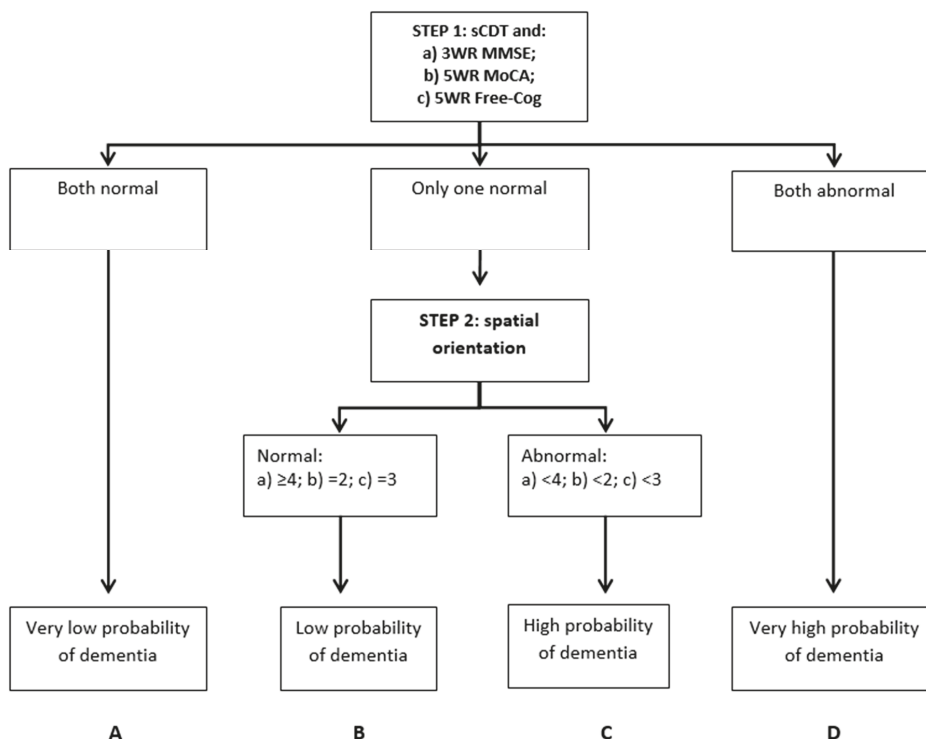 STEP 1: sCDT and:
a) 3WR MMSE;
b) 5WR MoCA;
c) 5WR Free-Cog
Both normal
Only one normal
Both abnormal
STEP 2: spatial
orientation
Normal:
a) ≥4; b) =2; c) =3
Abnormal:
a) <4; b) <2; c) <3
Very low probability
of dementia
Low probability
of dementia
High probability
of dementia
Very high probability
of dementia
A
B
C
D